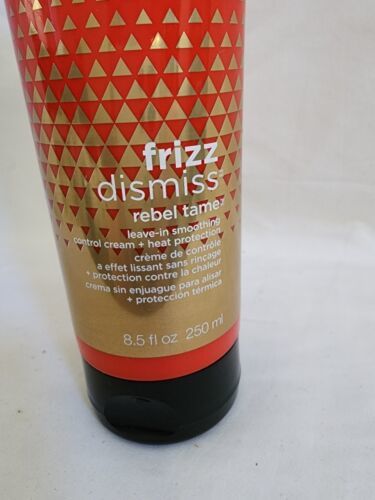 frizz
dismiss
rebel tame
leave-in smoothing
control cream + heat protection
crème de contrôle
a effet lissant sans rinçage
+ protection contre la chaleur
crema sin enjuague para alisar
+ protección térmica
8.5 fl oz 250 ml